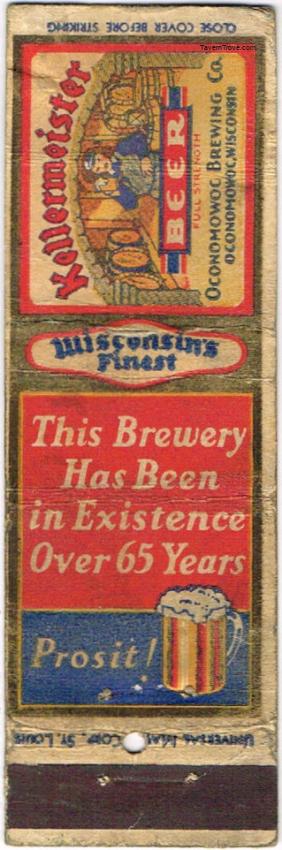 CLOSE COVER BEFORE STRIKING
TavernTrove.com
Kellermeister
BEER
FULL STRENGTH
OCONOMOWOC BREWING CO.
OCONOMOWOC, WISCONSIN
Wisconsin's
Finest
This Brewery
Has Been
in Existence
Over 65 Years
Prosit!
UNIVERSAL MATCH CORP., ST. LOUIS